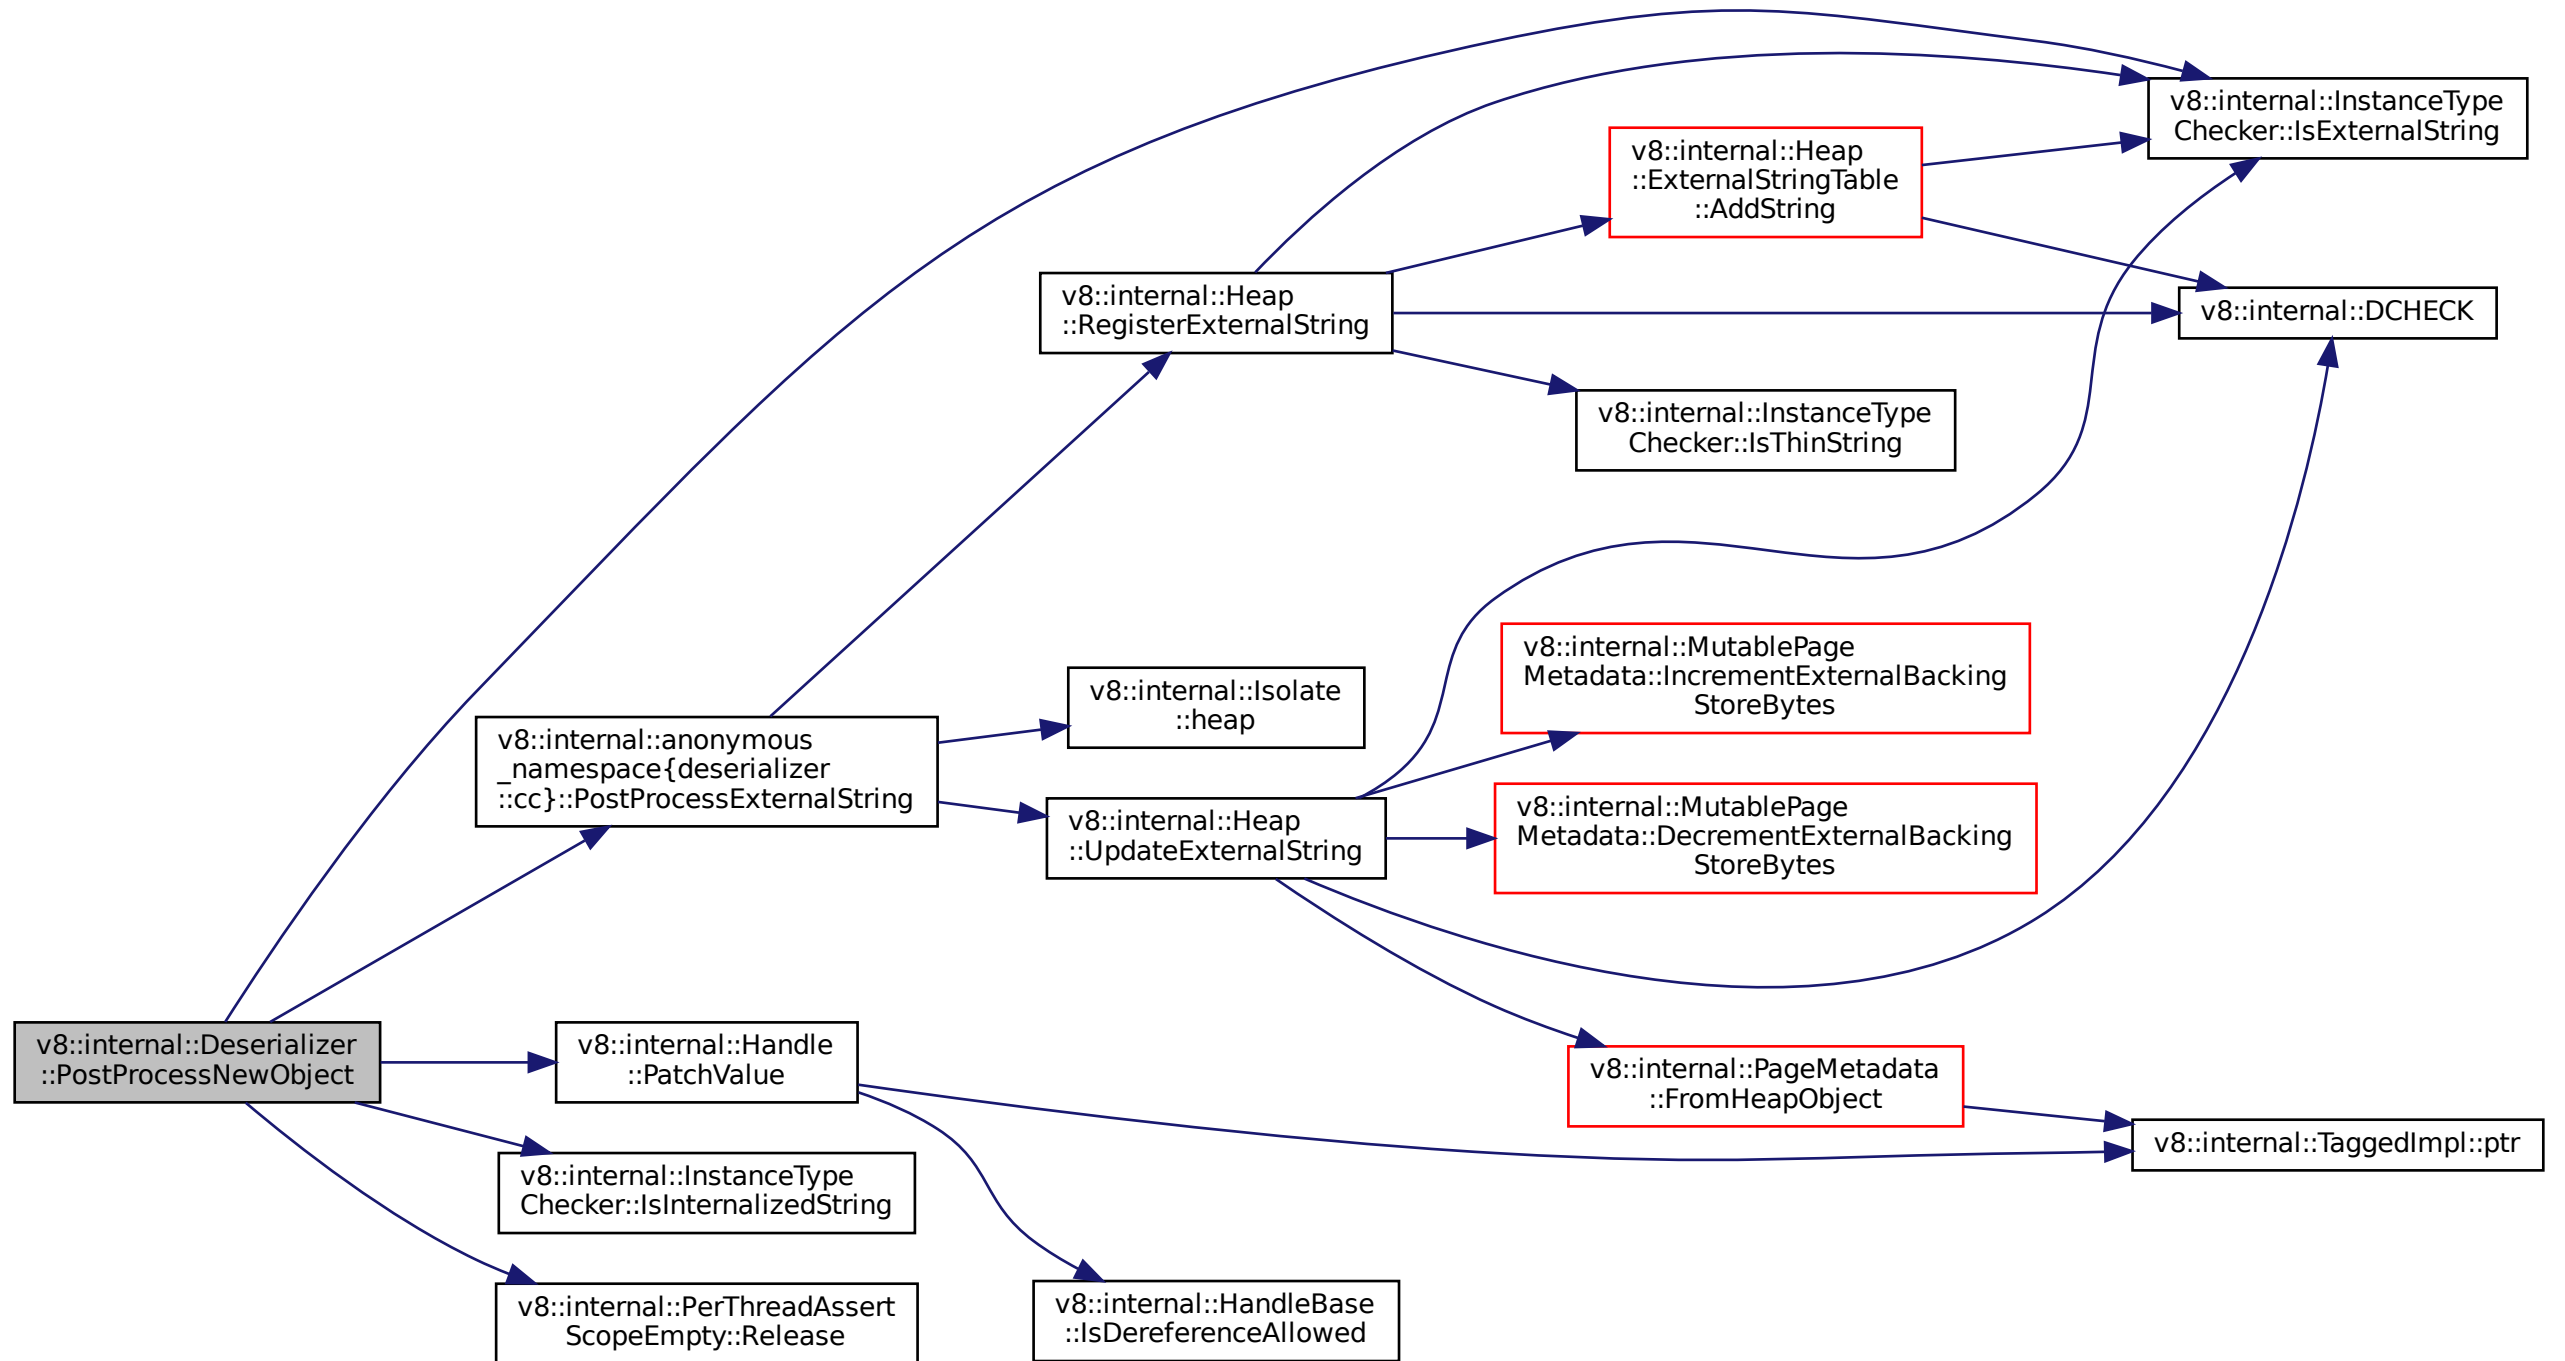 v8::internal::InstanceType
Checker::IsExternalString
v8::internal::Heap
::ExternalStringTable
::AddString
v8::internal::Heap
::RegisterExternalString
v8::internal::DCHECK
v8::internal::InstanceType
Checker::IsThinString
v8::internal::MutablePage
Metadata::IncrementExternalBacking
StoreBytes
v8::internal::Isolate
::heap
v8::internal::anonymous
_namespace{deserializer
::cc}::PostProcessExternalString
v8::internal::Heap
::UpdateExternalString
v8::internal::MutablePage
Metadata::DecrementExternalBacking
StoreBytes
v8::internal::Deserializer
::PostProcessNewObject
v8::internal::Handle
::PatchValue
v8::internal::PageMetadata
::FromHeapObject
v8::internal::TaggedImpl::ptr
v8::internal::InstanceType
Checker::IsInternalizedString
v8::internal::PerThreadAssert
ScopeEmpty::Release
v8::internal::HandleBase
::IsDereferenceAllowed